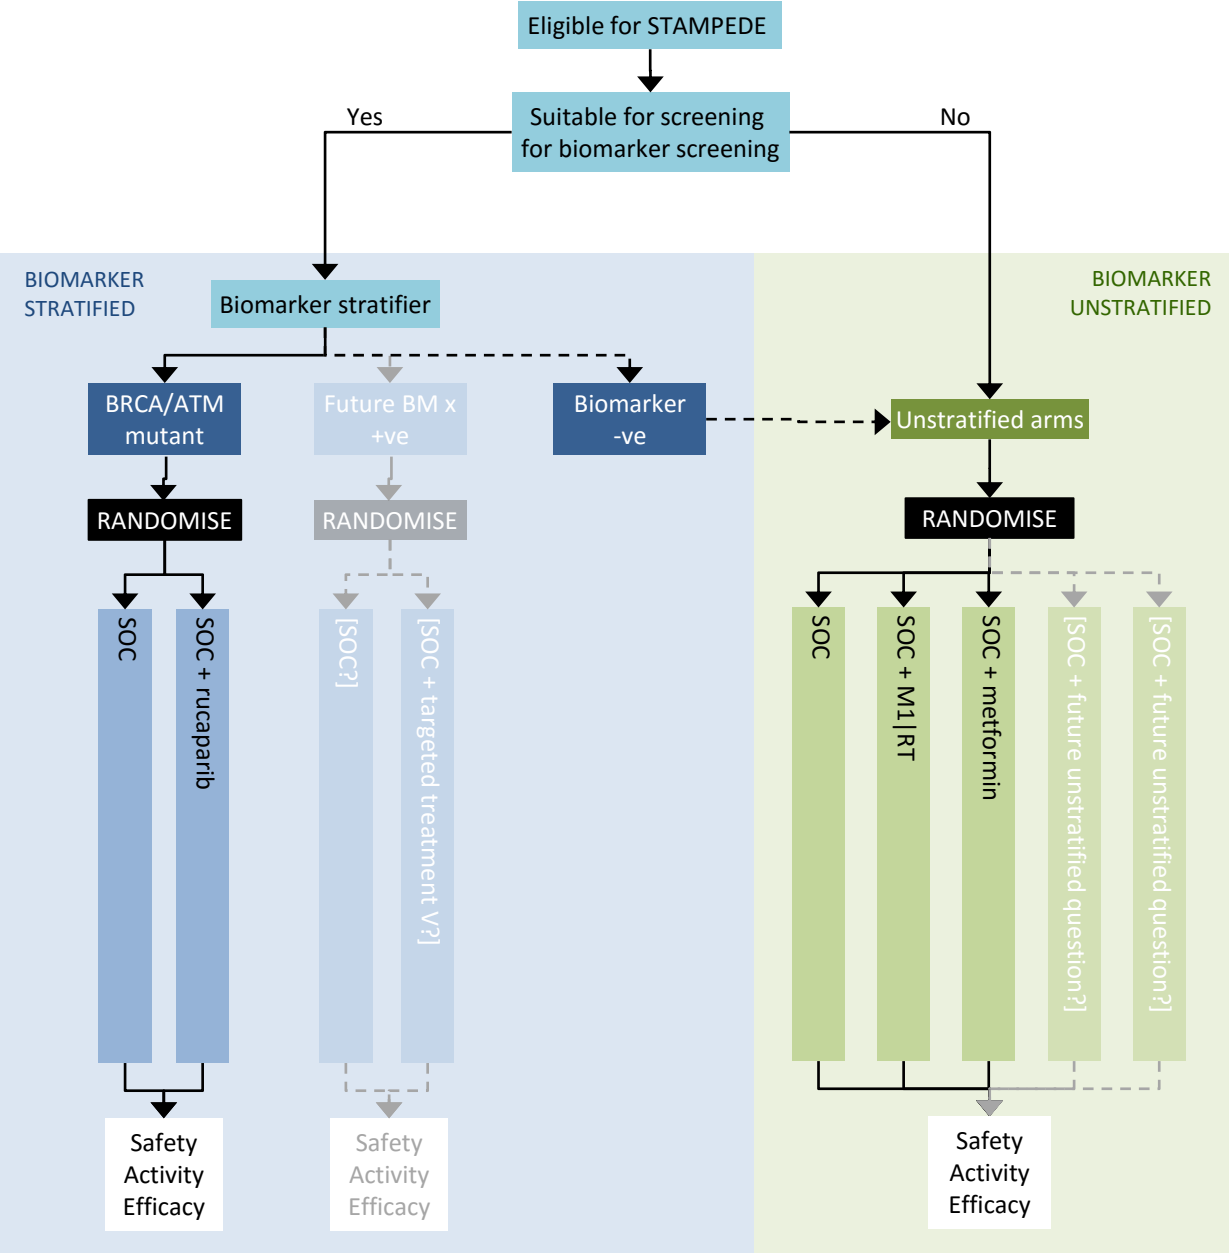 Eligible for STAMPEDE
Suitable for screening
for biomarker screening
Yes
No
BIOMARKER
STRATIFIED
BIOMARKER
UNSTRATIFIED
Biomarker stratifier
BRCA/ATM
mutant
Future BM x
+ve
Biomarker
-ve
Unstratified arms
RANDOMISE
RANDOMISE
RANDOMISE
SOC
SOC + rucaparib
[SOC?]
[SOC + targeted treatment V?]
SOC
SOC + M1|RT
SOC + metformin
[SOC + future unstratified question?]
[SOC + future unstratified question?]
Safety
Activity
Efficacy
Safety
Activity
Efficacy
Safety
Activity
Efficacy